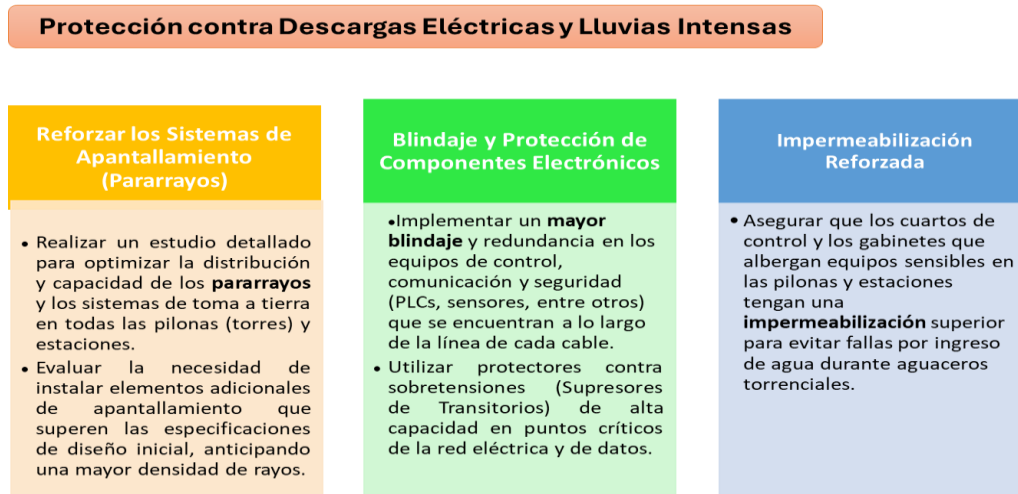 Protección contra Descargas Eléctricas y Lluvias Intensas
Reforzar los Sistemas de
Apantallamiento
(Pararrayos)
• Realizar un estudio detallado
para optimizar la distribución
y capacidad de los pararrayos
y los sistemas de toma a tierra
en todas las pilonas (torres) y
estaciones.
• Evaluar la necesidad de
instalar elementos adicionales
de apantallamiento que
superen las especificaciones
de diseño inicial, anticipando
una mayor densidad de rayos.
Blindaje y Protección de
Componentes Electrónicos
•Implementar un mayor
blindaje y redundancia en los
equipos de control,
comunicación y seguridad
(PLCs, sensores, entre otros)
que se encuentran a lo largo
de la línea de cada cable.
• Utilizar protectores contra
sobretensiones (Supresores
de Transitorios) de alta
capacidad en puntos críticos
de la red eléctrica y de datos.
Impermeabilización
Reforzada
• Asegurar que los cuartos de
control y los gabinetes que
albergan equipos sensibles en
las pilonas y estaciones
tengan una
impermeabilización superior
para evitar fallas por ingreso
de agua durante aguaceros
torrenciales.